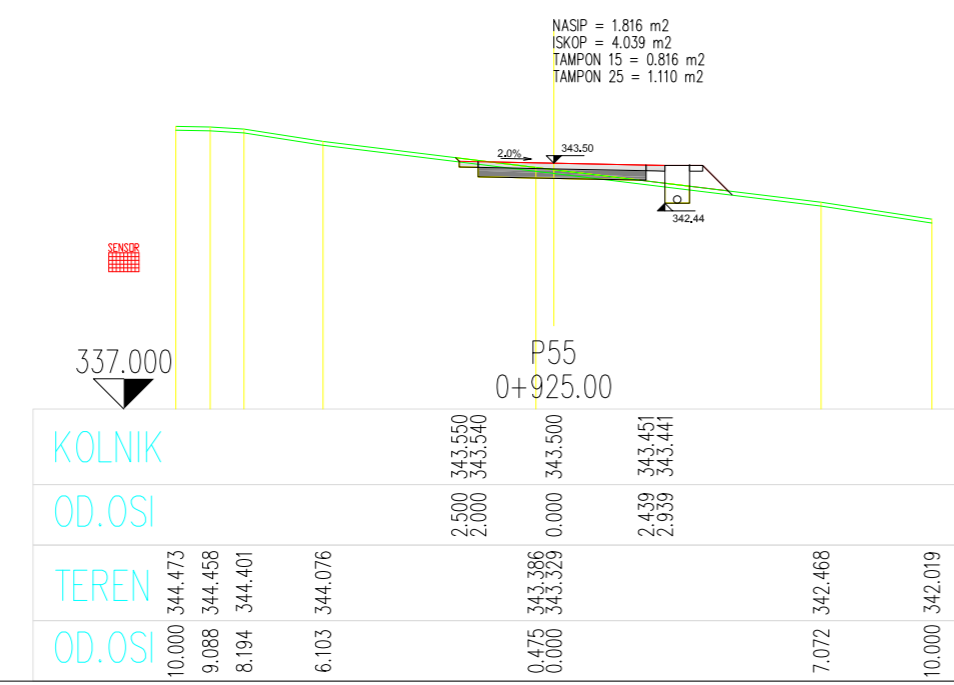 NASIP = 1.816 m2
ISKOP = 4.039 m2
TAMPON 15 = 0.816 m2
TAMPON 25 = 1.110 m2
2.0%
343.50
342.44
SENSOR
337.000
P55
0+925.00
KOLNIK 343.550 343.540 343.500 343.451 343.441
OD.OSI 2.500 2.000 0.000 2.439 2.939
TEREN 344.473 344.458 344.401 344.076 343.386 343.329 342.468 342.019
OD.OSI 10.000 9.088 8.194 6.103 0.475 0.000 7.072 10.000